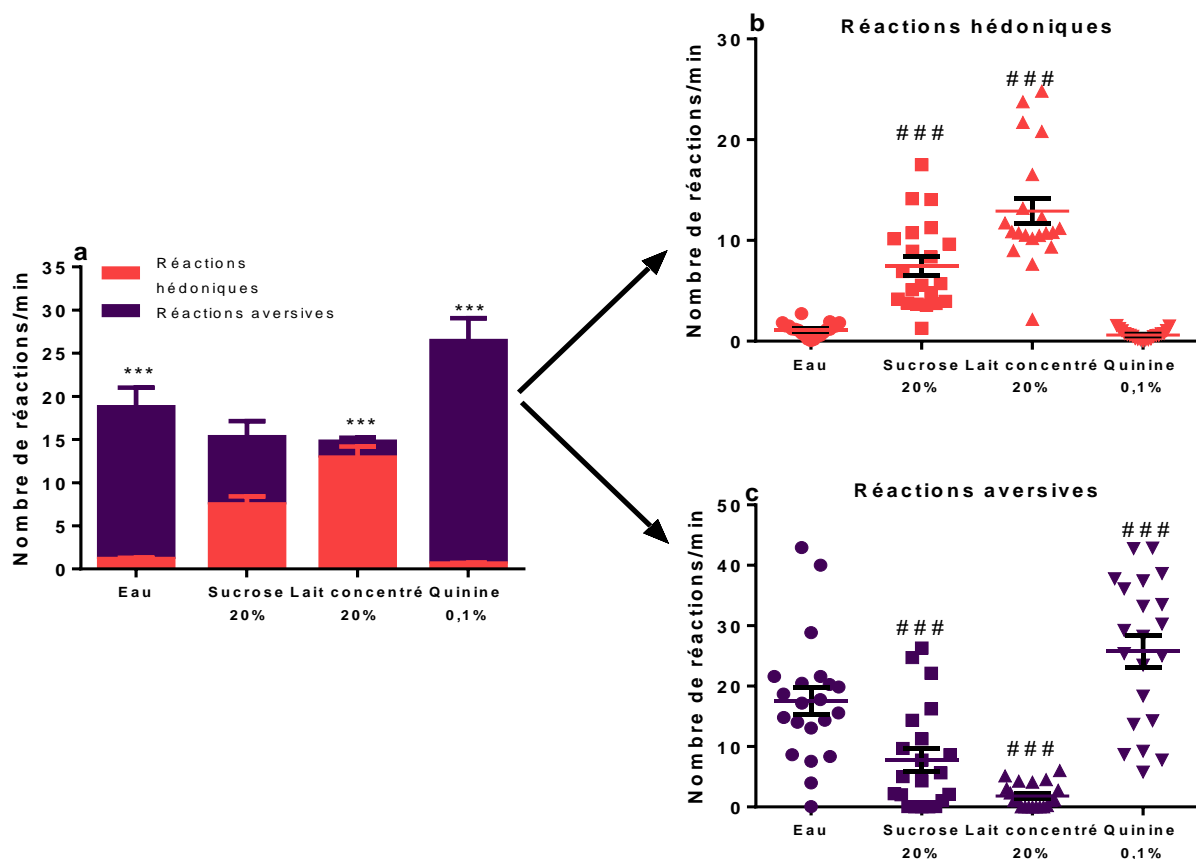 a
Nombre de réactions/min
35
30
25
20
15
10
5
0
Réactions
hédoniques
Réactions aversives
***
***
***
Eau
Sucrose
20%
Lait concentré
20%
Quinine
0,1%
b
Réactions hédoniques
Nombre de réactions/min
30
20
10
0
###
###
Eau
Sucrose
20%
Lait concentré
20%
Quinine
0,1%
c
Réactions aversives
Nombre de réactions/min
50
40
30
20
10
0
###
###
###
Eau
Sucrose
20%
Lait concentré
20%
Quinine
0,1%